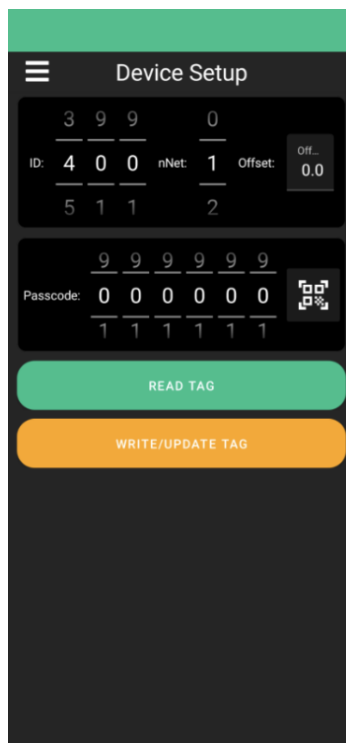 Device Setup
3 9 9 0
ID: 4 0 0 nNet: 1 Offset: Off... 0.0
5 1 1 2
9 9 9 9 9 9
Passcode: 0 0 0 0 0 0
1 1 1 1 1 1
READ TAG
WRITE/UPDATE TAG